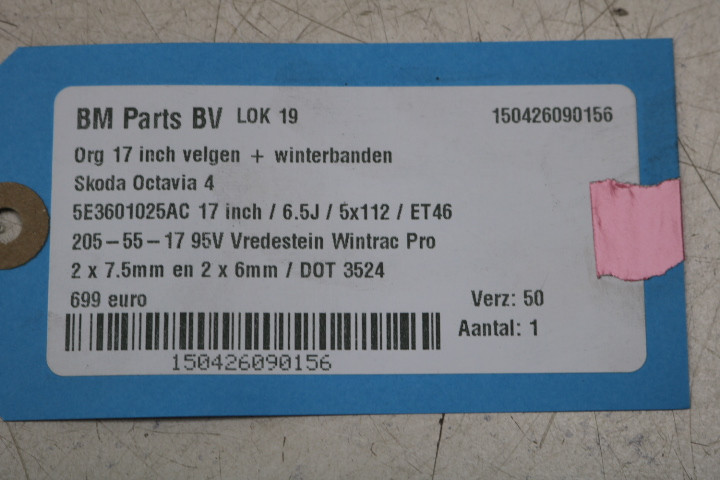 BM Parts BV LOK 19 150426090156
Org 17 inch velgen + winterbanden
Skoda Octavia 4
5E3601025AC 17 inch / 6.5J / 5x112 / ET46
205-55-17 95V Vredestein Wintrac Pro
2 x 7.5mm en 2 x 6mm / DOT 3524
699 euro Verz: 50
Aantal: 1
150426090156